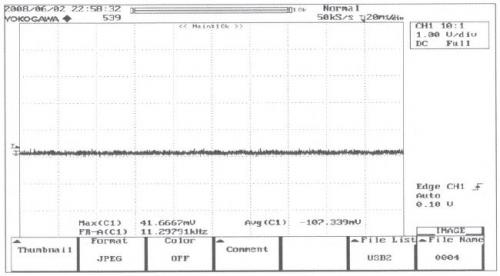 2008/06/02 22:58:32
Normal
YOKOGAWA ◆ 539
50kS/s 20ms/div
<< Main:10k >>
CH1 10:1
1.00 V/div
DC Full
Edge CH1
Auto
0.10 V
Max(C1) 41.6667mV Avg(C1) -107.339mV
FR-A(C1) 11.29791kHz
IMAGE
Thumbnail
Format
JPEG
Color
OFF
Comment
File List
USB2
File Name
0004